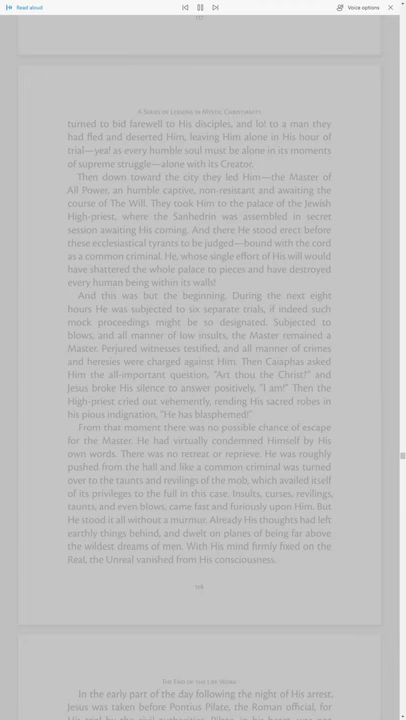 Read aloud
Voice options
A Series of Lessons in Mystic Christianity
turned to bid farewell to His disciples, and lo! to a man they
had fled and deserted Him, leaving Him alone in His hour of
trial—yea! as every humble soul must be alone in its moments
of supreme struggle—alone with its Creator.
Then down toward the city they led Him—the Master of
All Power, an humble captive, non-resistant and awaiting the
course of The Will. They took Him to the palace of the Jewish
High-priest, where the Sanhedrin was assembled in secret
session awaiting His coming. And there He stood erect before
these ecclesiastical tyrants to be judged—bound with the cord
as a common criminal. He, whose single effort of His will would
have shattered the whole palace to pieces and have destroyed
every human being within its walls!
And this was but the beginning. During the next eight
hours He was subjected to six separate trials, if indeed such
mock proceedings might be so designated. Subjected to
blows, and all manner of low insults, the Master remained a
Master. Perjured witnesses testified, and all manner of crimes
and heresies were charged against Him. Then Caiaphas asked
Him the all-important question, "Art thou the Christ?" and
Jesus broke His silence to answer positively, "I am!" Then the
High-priest cried out vehemently, rending His sacred robes in
his pious indignation, "He has blasphemed!"
From that moment there was no possible chance of escape
for the Master. He had virtually condemned Himself by His
own words. There was no retreat or reprieve. He was roughly
pushed from the hall and like a common criminal was turned
over to the taunts and revilings of the mob, which availed itself
of its privileges to the full in this case. Insults, curses, revilings,
taunts, and even blows, came fast and furiously upon Him. But
He stood it all without a murmur. Already His thoughts had left
earthly things behind, and dwelt on planes of being far above
the wildest dreams of men. With His mind firmly fixed on the
Real, the Unreal vanished from His consciousness.
The End of the Life Work
In the early part of the day following the night of His arrest,
Jesus was taken before Pontius Pilate, the Roman official, for
His trial by the civil authorities. Pilate, in his heart, was not